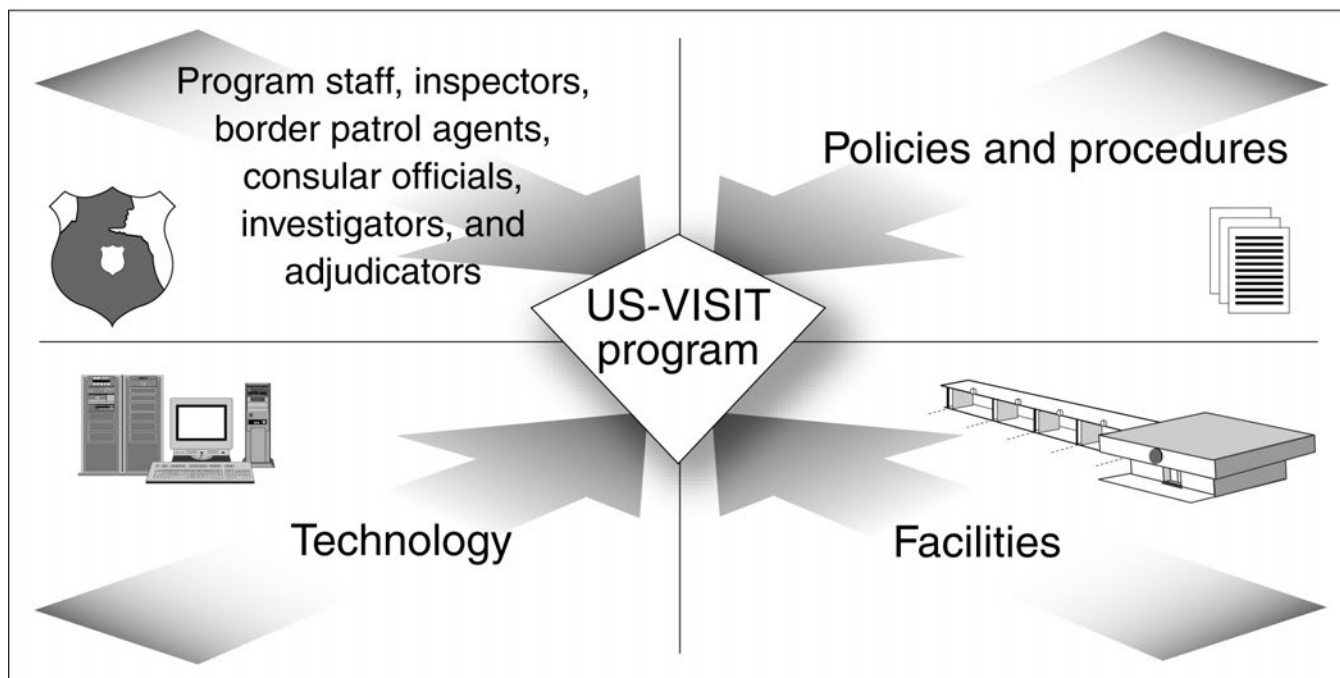 Program staff, inspectors,
border patrol agents,
consular officials,
investigators, and
adjudicators
Policies and procedures
US-VISIT
program
Technology
Facilities